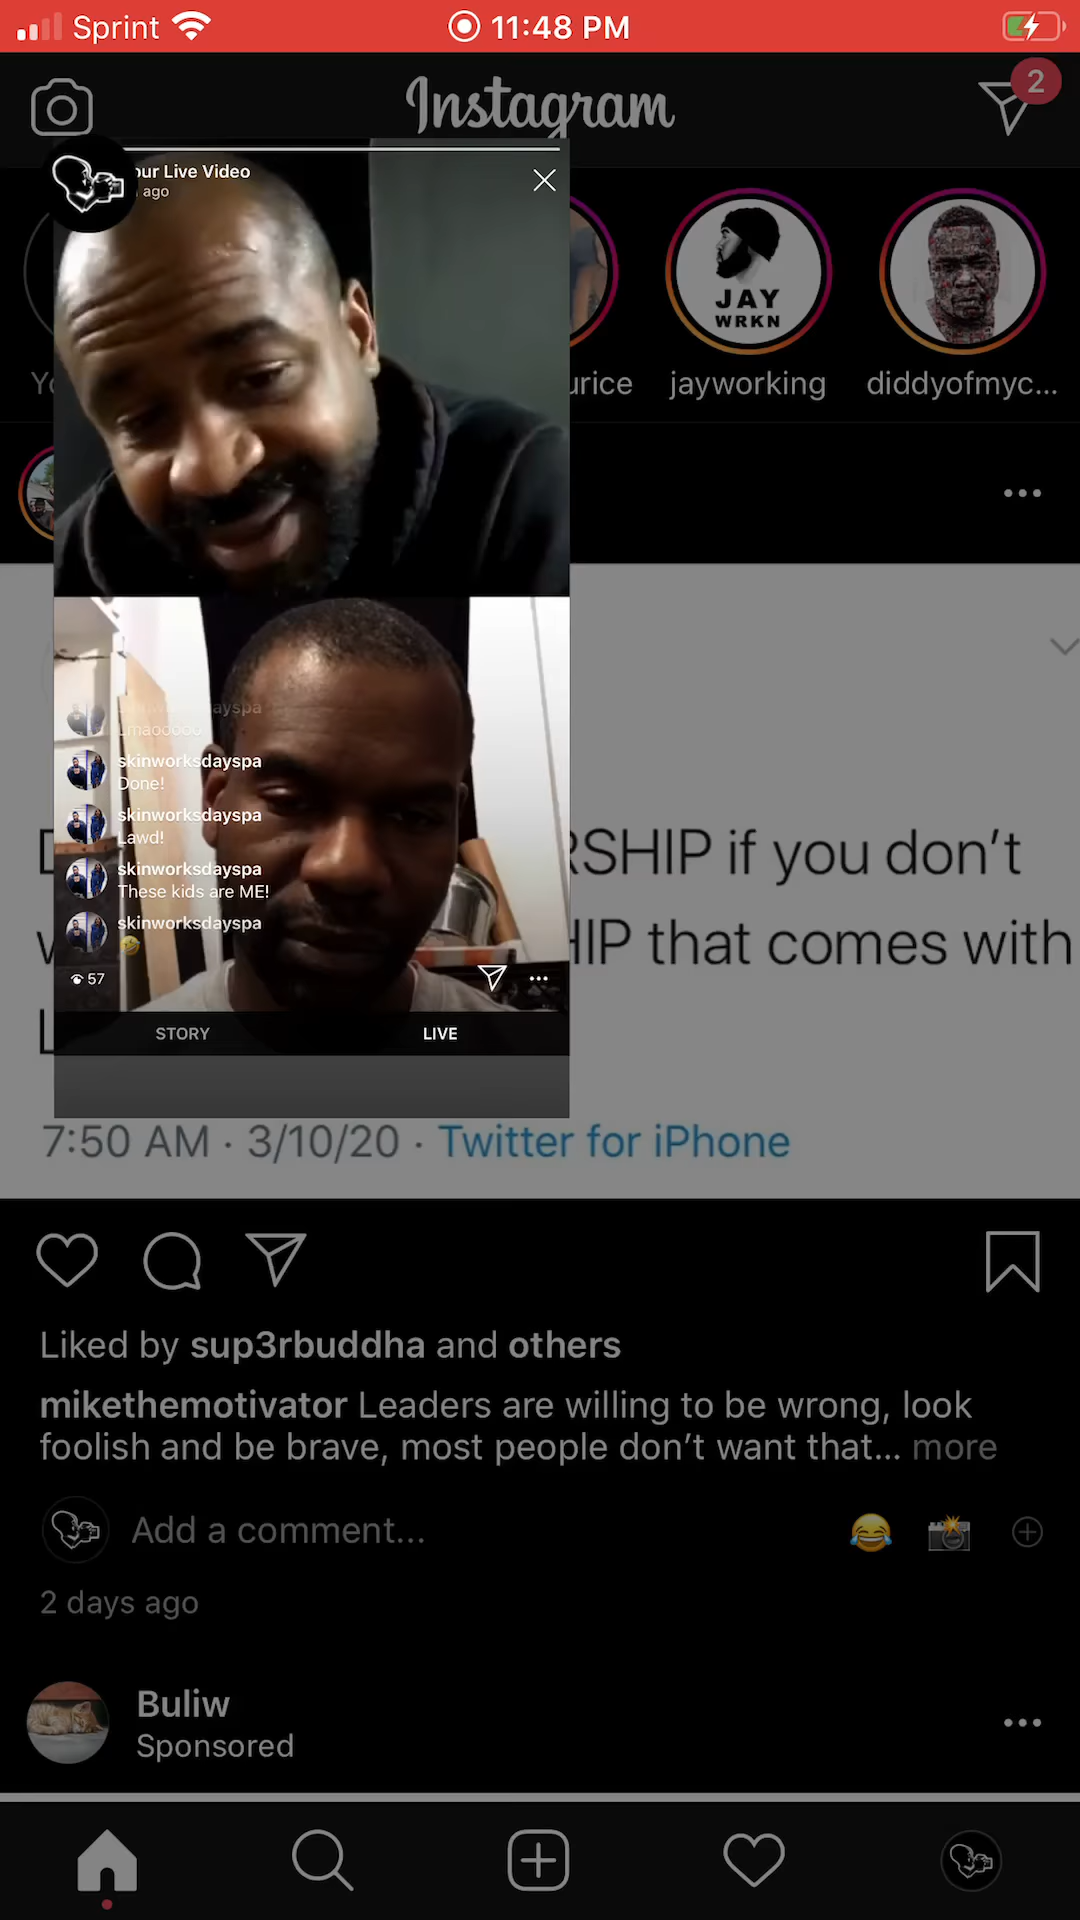 Sprint
11:48 PM
Instagram
2
our Live Video
ago
JAY
WRKN
urice
jayworking
diddyofmyc...
ayspa
Lmaooooo
skinworksdayspa
Done!
skinworksdayspa
Lawd!
skinworksdayspa
These kids are ME!
skinworksdayspa
🤣
57
STORY
LIVE
RSHIP if you don't
HIP that comes with
L
7:50 AM · 3/10/20 · Twitter for iPhone
Liked by sup3rbuddha and others
mikethemotivator Leaders are willing to be wrong, look
foolish and be brave, most people don't want that... more
Add a comment...
2 days ago
Buliw
Sponsored